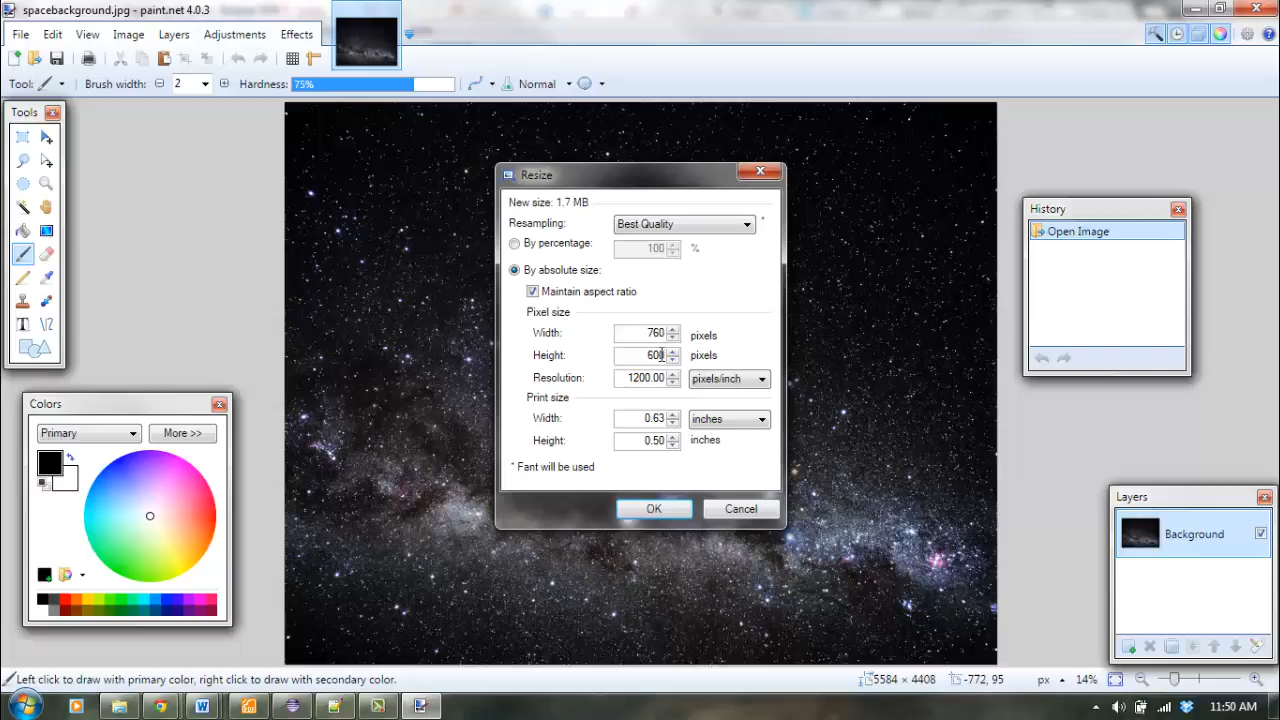 spacebackground.jpg - paint.net 4.0.3
File Edit View Image Layers Adjustments Effects
Tool: Brush width: 2 Hardness: 75% Normal
Tools
Resize
New size: 1.7 MB
Resampling: Best Quality *
By percentage: 100 %
By absolute size:
Maintain aspect ratio
Pixel size
Width: 760 pixels
Height: 600 pixels
Resolution: 1200.00 pixels/inch
Print size
Width: 0.63 inches
Height: 0.50 inches
* Fant will be used
OK Cancel
History
Open Image
Colors
Primary More >>
Layers
Background
Left click to draw with primary color, right click to draw with secondary color. 5584 × 4408 -772, 95 px 14%
11:50 AM